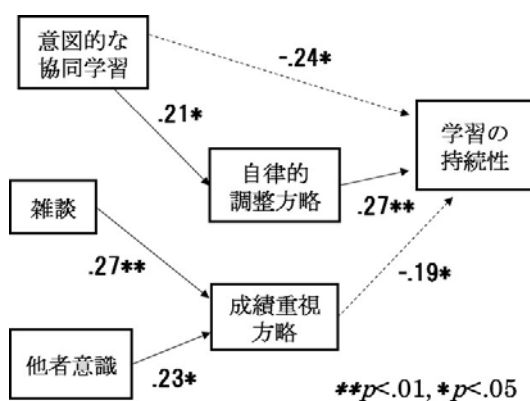 意図的な
協同学習
-.24*
.21*
学習の
持続性
自律的
調整方略
.27**
雑談
.27**
成績重視
方略
-.19*
他者意識
.23*
**p<.01, *p<.05